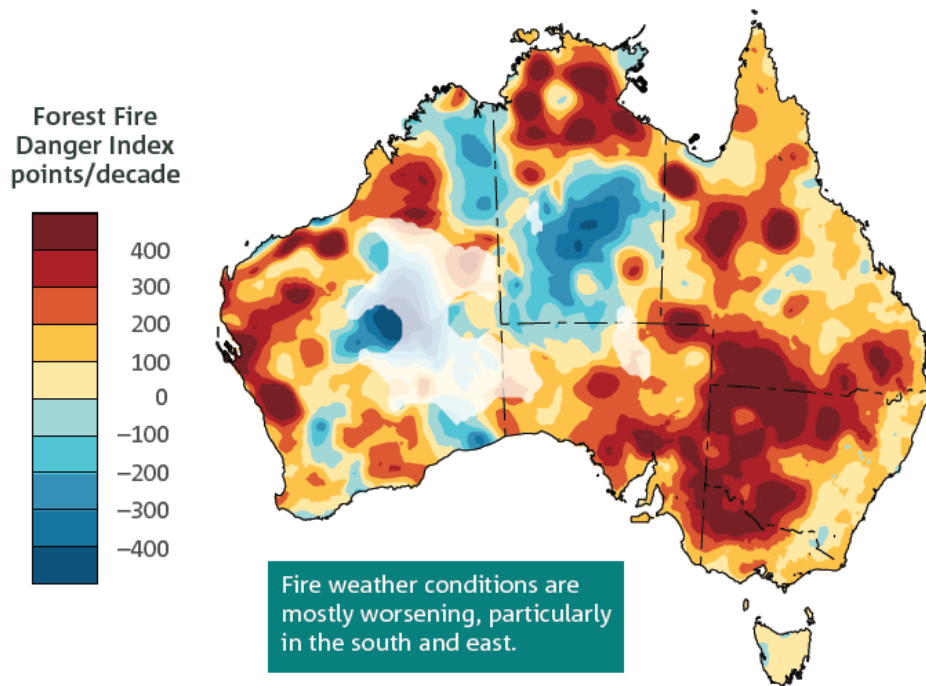 Forest Fire
Danger Index
points/decade
400
300
200
100
0
−100
−200
−300
−400
Fire weather conditions are
mostly worsening, particularly
in the south and east.